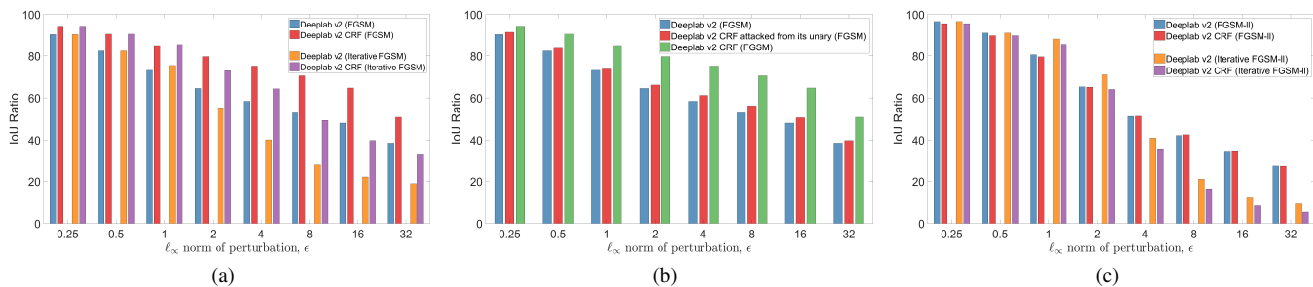 100
80
60
40
20
0
IoU Ratio
Deeplab v2 (FGSM)
Deeplab v2 CRF (FGSM)
Deeplab v2 (Iterative FGSM)
Deeplab v2 CRF (Iterative FGSM)
0.25 0.5 1 2 4 8 16 32
ℓ∞ norm of perturbation, ϵ
(a)
100
80
60
40
20
0
IoU Ratio
Deeplab v2 (FGSM)
Deeplab v2 CRF attacked from its unary (FGSM)
Deeplab v2 CRF (FGSM)
0.25 0.5 1 2 4 8 16 32
ℓ∞ norm of perturbation, ϵ
(b)
100
80
60
40
20
0
IoU Ratio
Deeplab v2 (FGSM-II)
Deeplab v2 CRF (FGSM-II)
Deeplab v2 (Iterative FGSM-II)
Deeplab v2 CRF (Iterative FGSM-II)
0.25 0.5 1 2 4 8 16 32
ℓ∞ norm of perturbation, ϵ
(c)